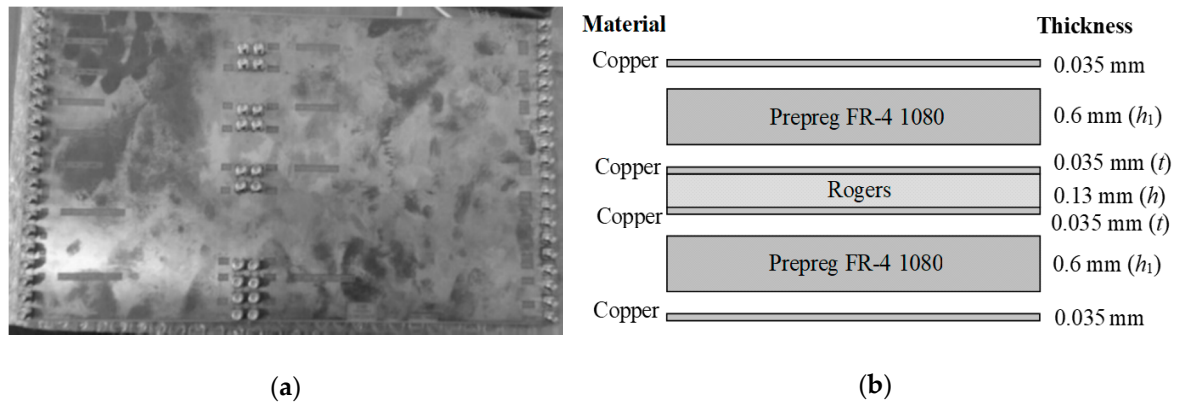 Material Thickness
Copper 0.035 mm
Prepreg FR-4 1080 0.6 mm (h₁)
Copper 0.035 mm (t)
Rogers 0.13 mm (h)
Copper 0.035 mm (t)
Prepreg FR-4 1080 0.6 mm (h₁)
Copper 0.035 mm
(a) (b)